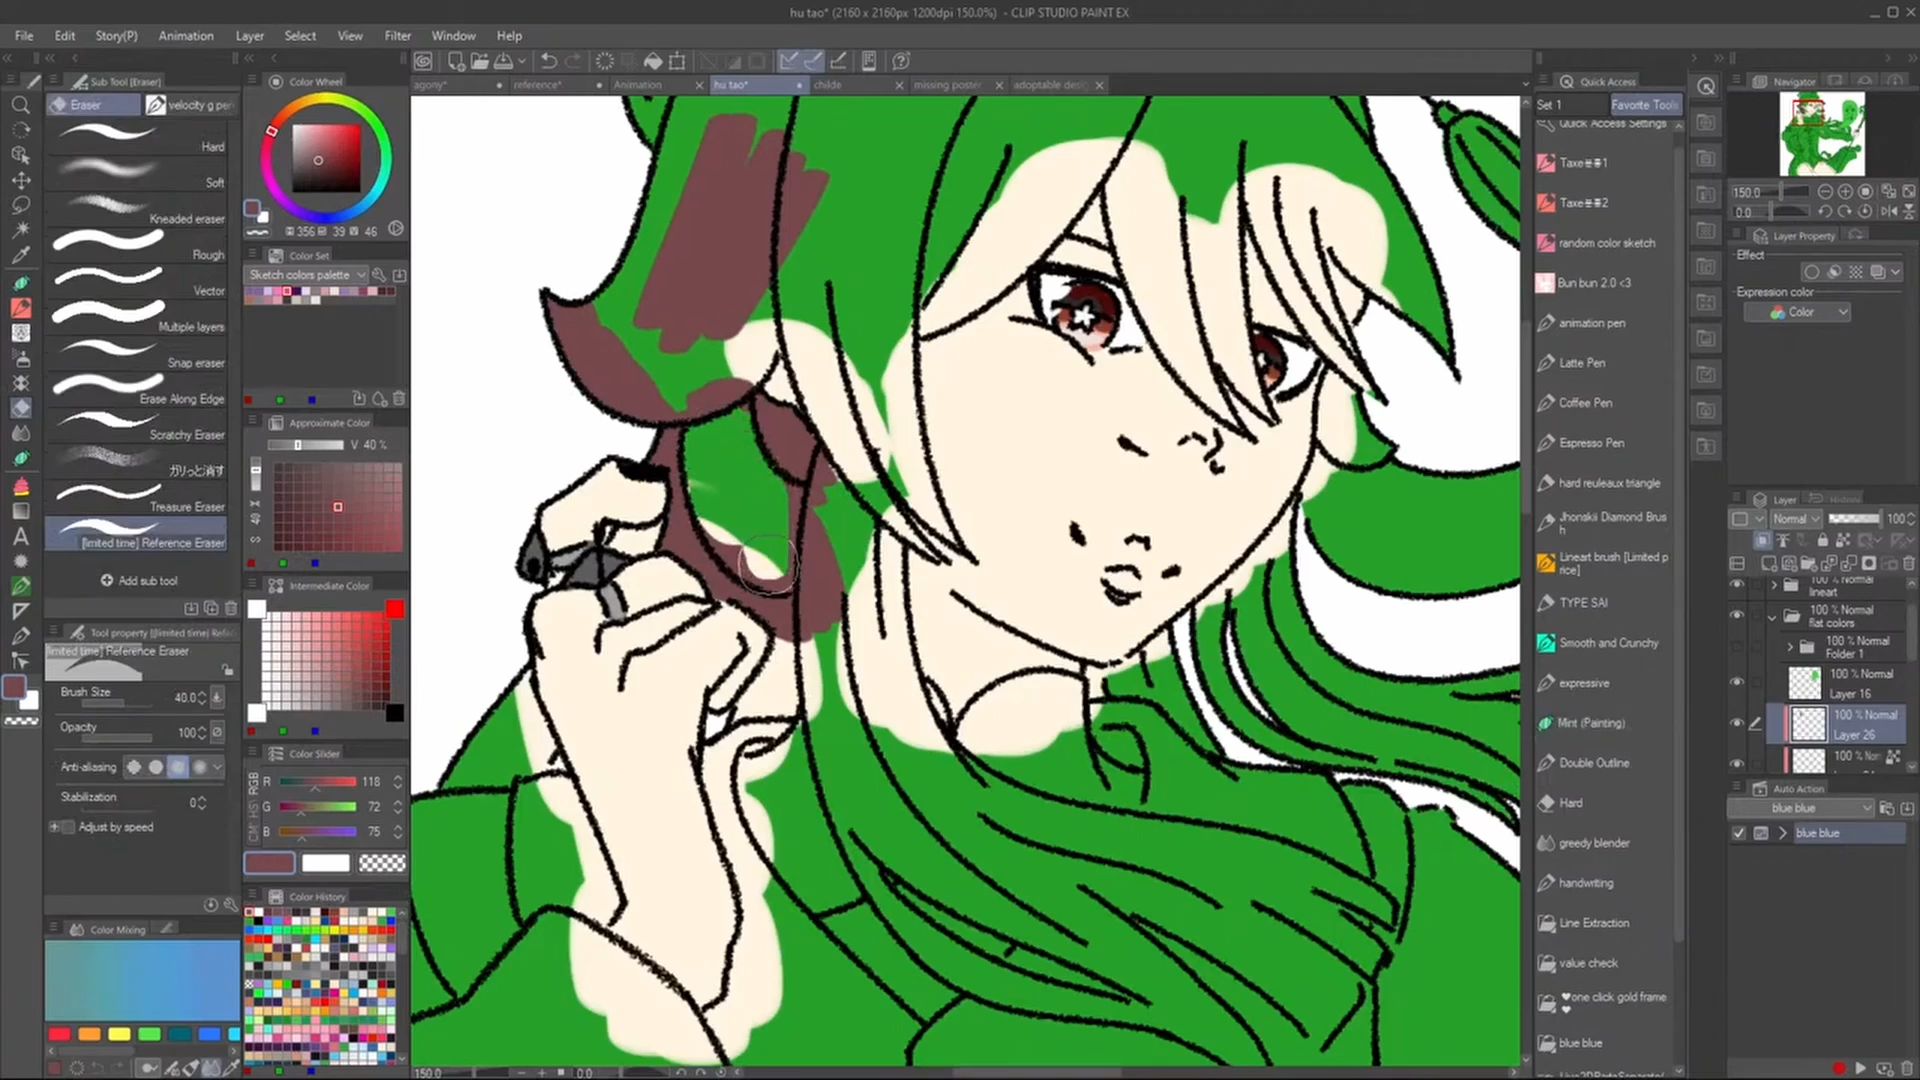 hu tao* (2160 x 2160px 1200dpi 150.0%) - CLIP STUDIO PAINT EX
File Edit Story(P) Animation Layer Select View Filter Window Help
Sub Tool [Eraser]
Eraser velocity g pen
Hard
Soft
Kneaded eraser
Rough
Vector
Multiple layers
Snap eraser
Erase Along Edge
Scratchy Eraser
ガリっと消す
Treasure Eraser
[limited time] Reference Eraser
Add sub tool
Tool property [[limited time] Refe
[limited time] Reference Eraser
Brush Size 40.0
Opacity 100
Anti-aliasing
Stabilization 0
Adjust by speed
Color Mixing
Color Wheel
356 39 46
Color Set
Sketch colors palette
Approximate Color
V 40 %
40
Intermediate Color
Color Slider
R 118
G 72
B 75
Color History
agony* reference* Animation hu tao* childe missing poster adoptable desi
150.0 0.0
Quick Access
Set 1 Favorite Tools
Quick Access Settings
random color sketch
Bun bun 2.0 <3
animation pen
Latte Pen
Coffee Pen
Espresso Pen
hard reuleaux triangle
Jhonskii Diamond Brus
h
Lineart brush [Limited p
rice]
TYPE SAI
Smooth and Crunchy
expressive
Mint (Painting)
Double Outline
Hard
greedy blender
handwriting
Line Extraction
value check
♥one click gold frame
♥
blue blue
Navigator
150.0
0.0
Layer Property
Effect
Expression color
Color
Layer History
Normal 100
100 % Normal
lineart
100 % Normal
flat colors
100 % Normal
Folder 1
100 % Normal
Layer 16
100 % Normal
Layer 26
Auto Action
blue blue
blue blue